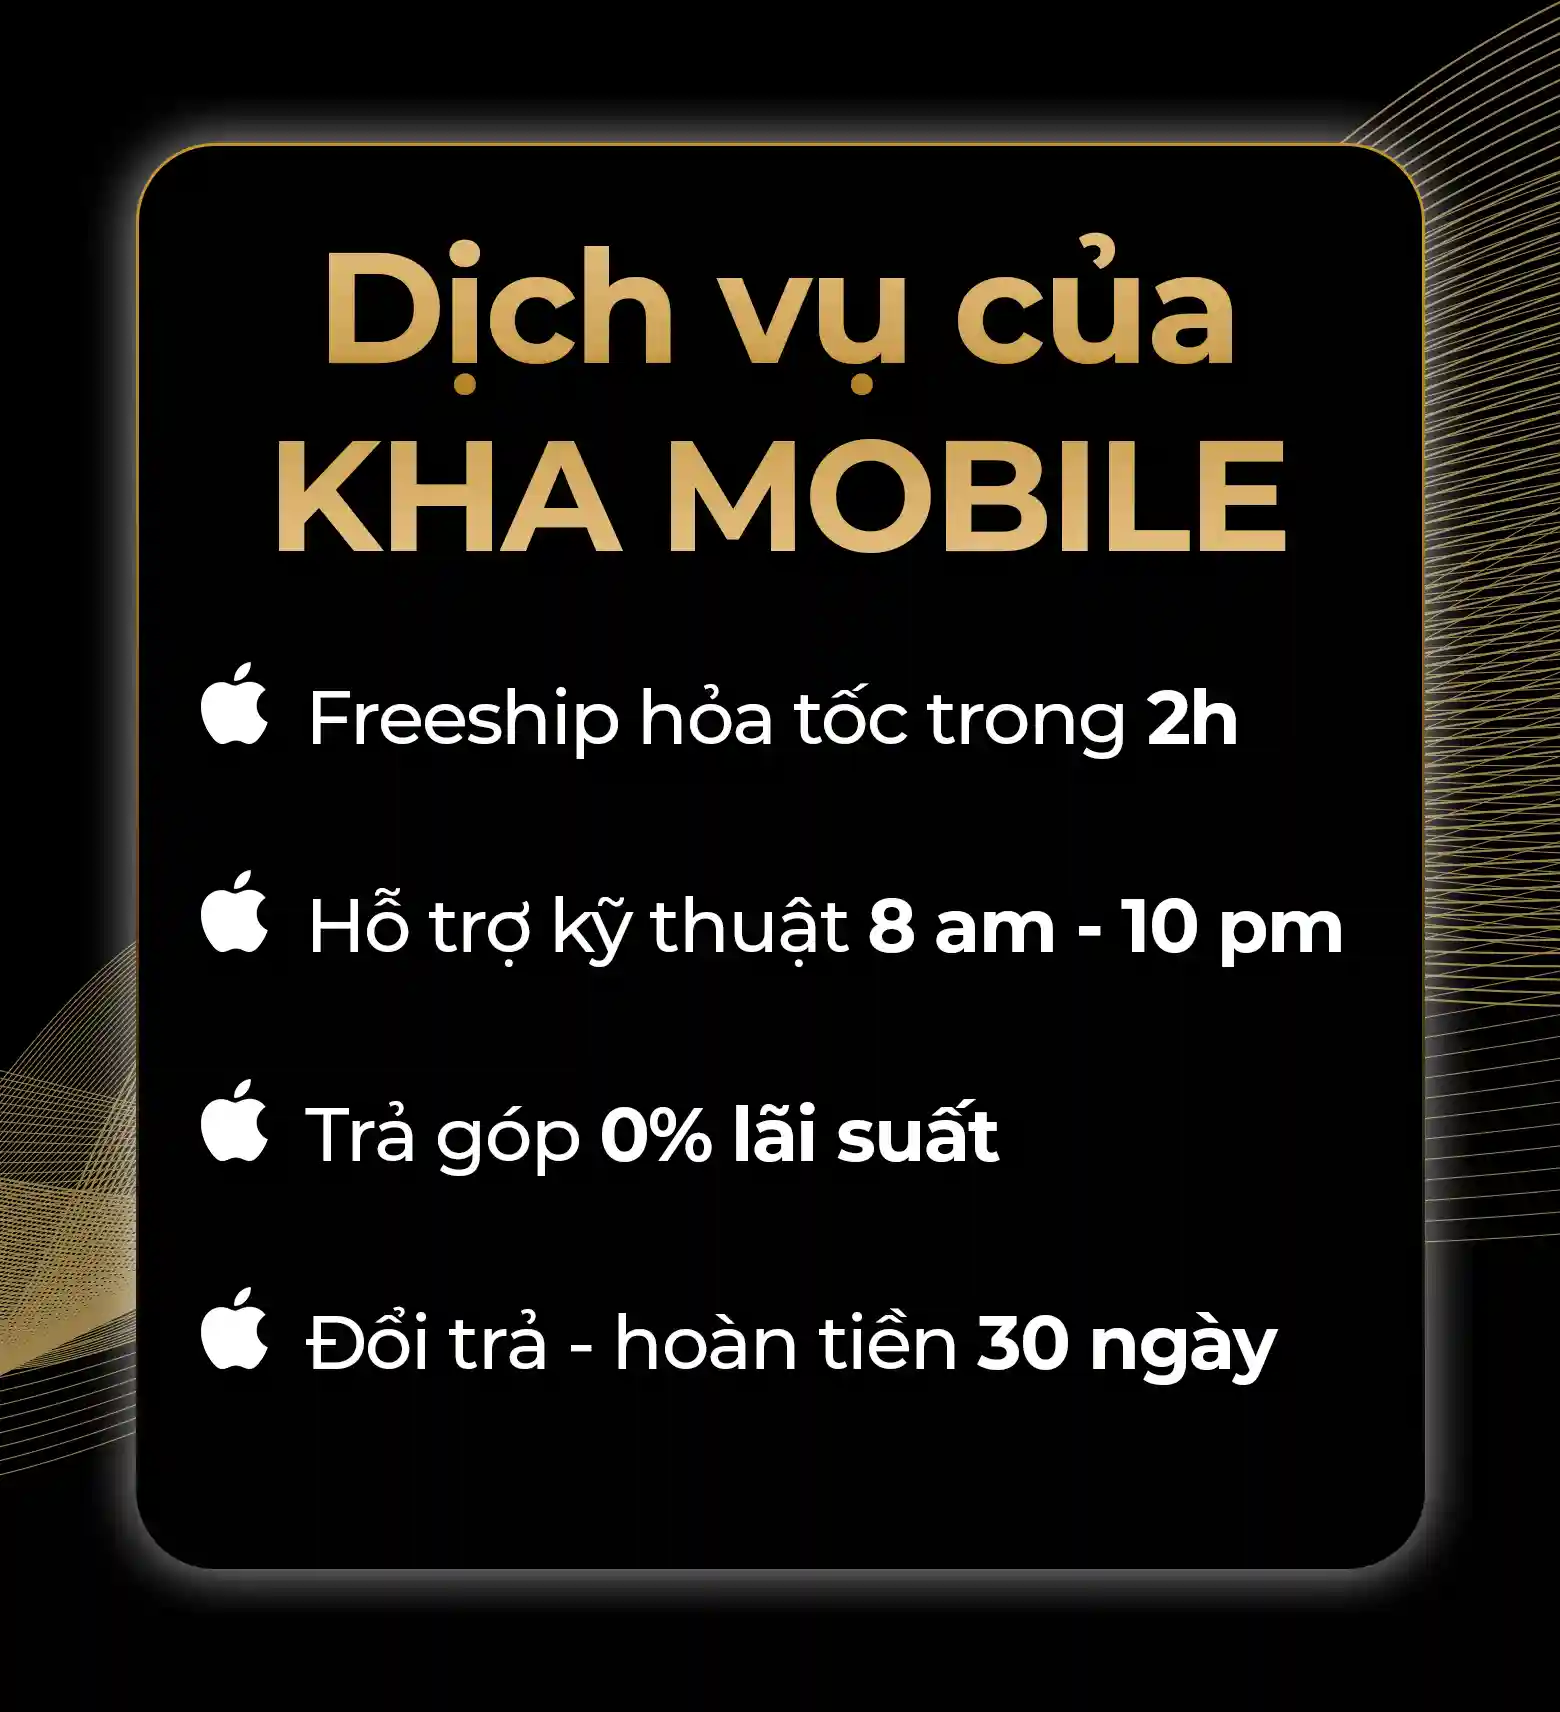 Dịch vụ của
KHA MOBILE
Freeship hỏa tốc trong 2h
Hỗ trợ kỹ thuật 8 am - 10 pm
Trả góp 0% lãi suất
Đổi trả - hoàn tiền 30 ngày